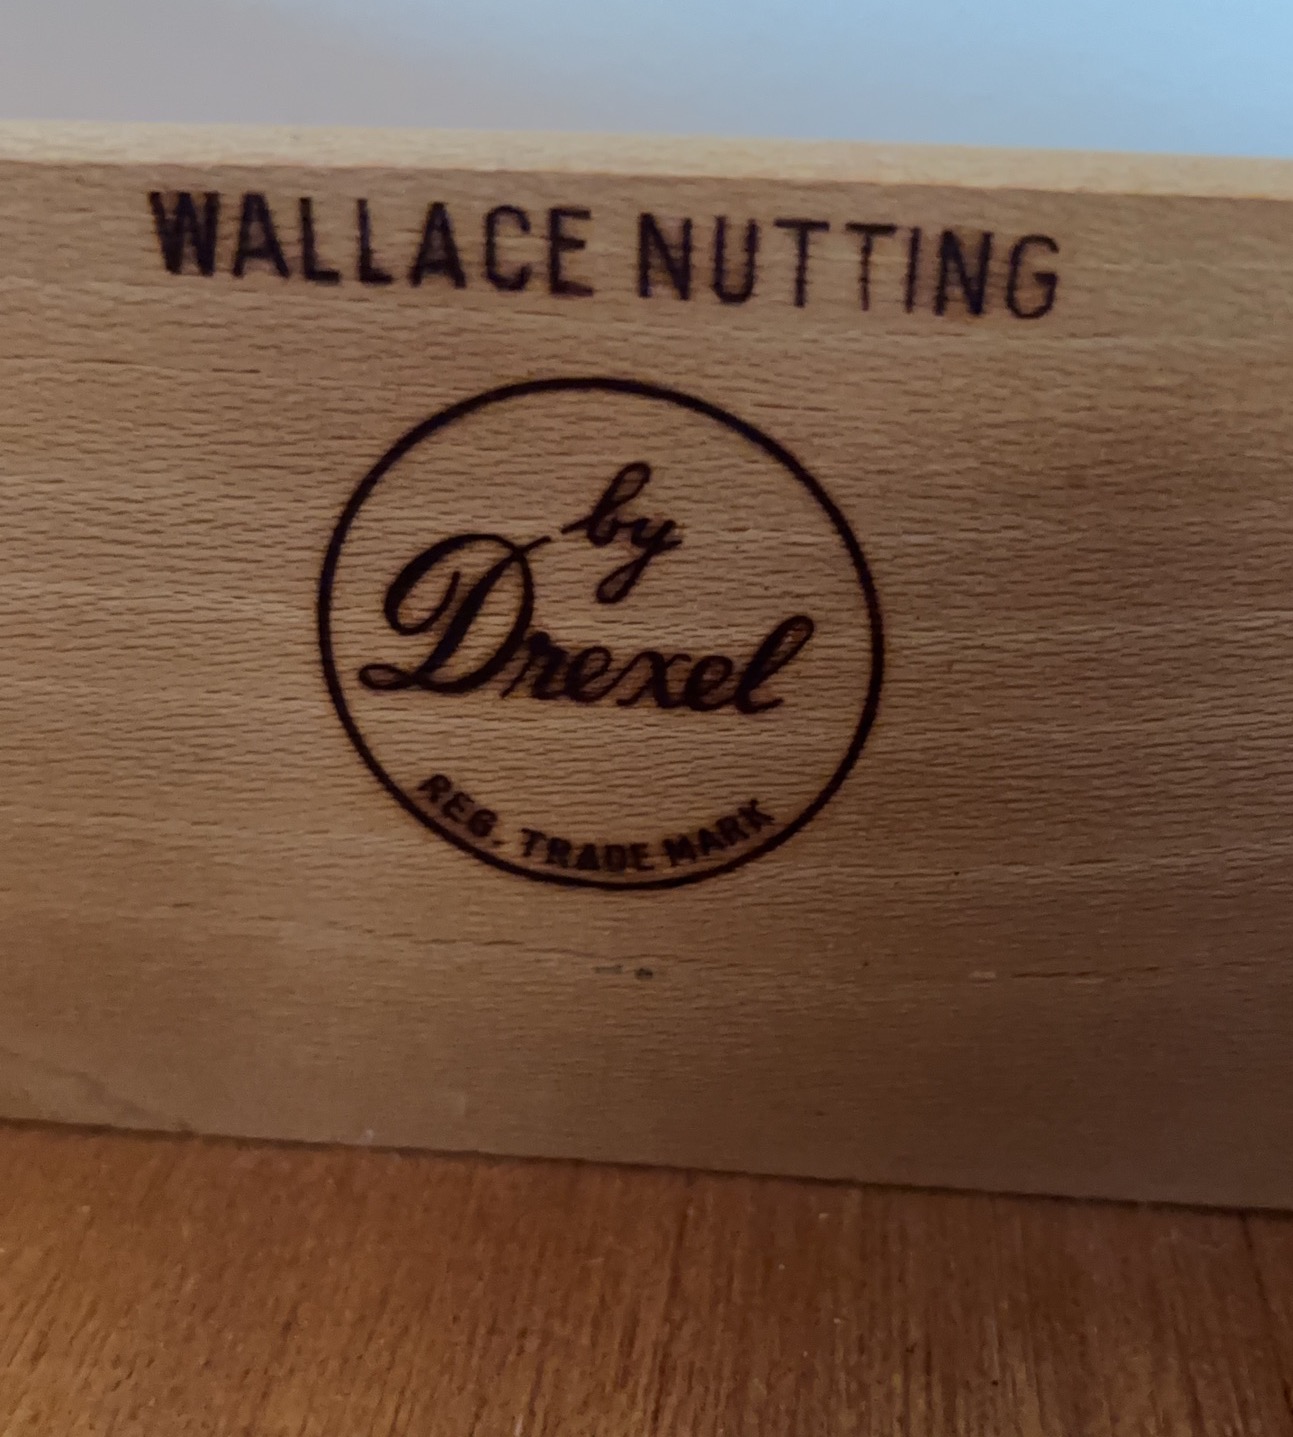 WALLACE NUTTING
by
Drexel
REG. TRADE MARK